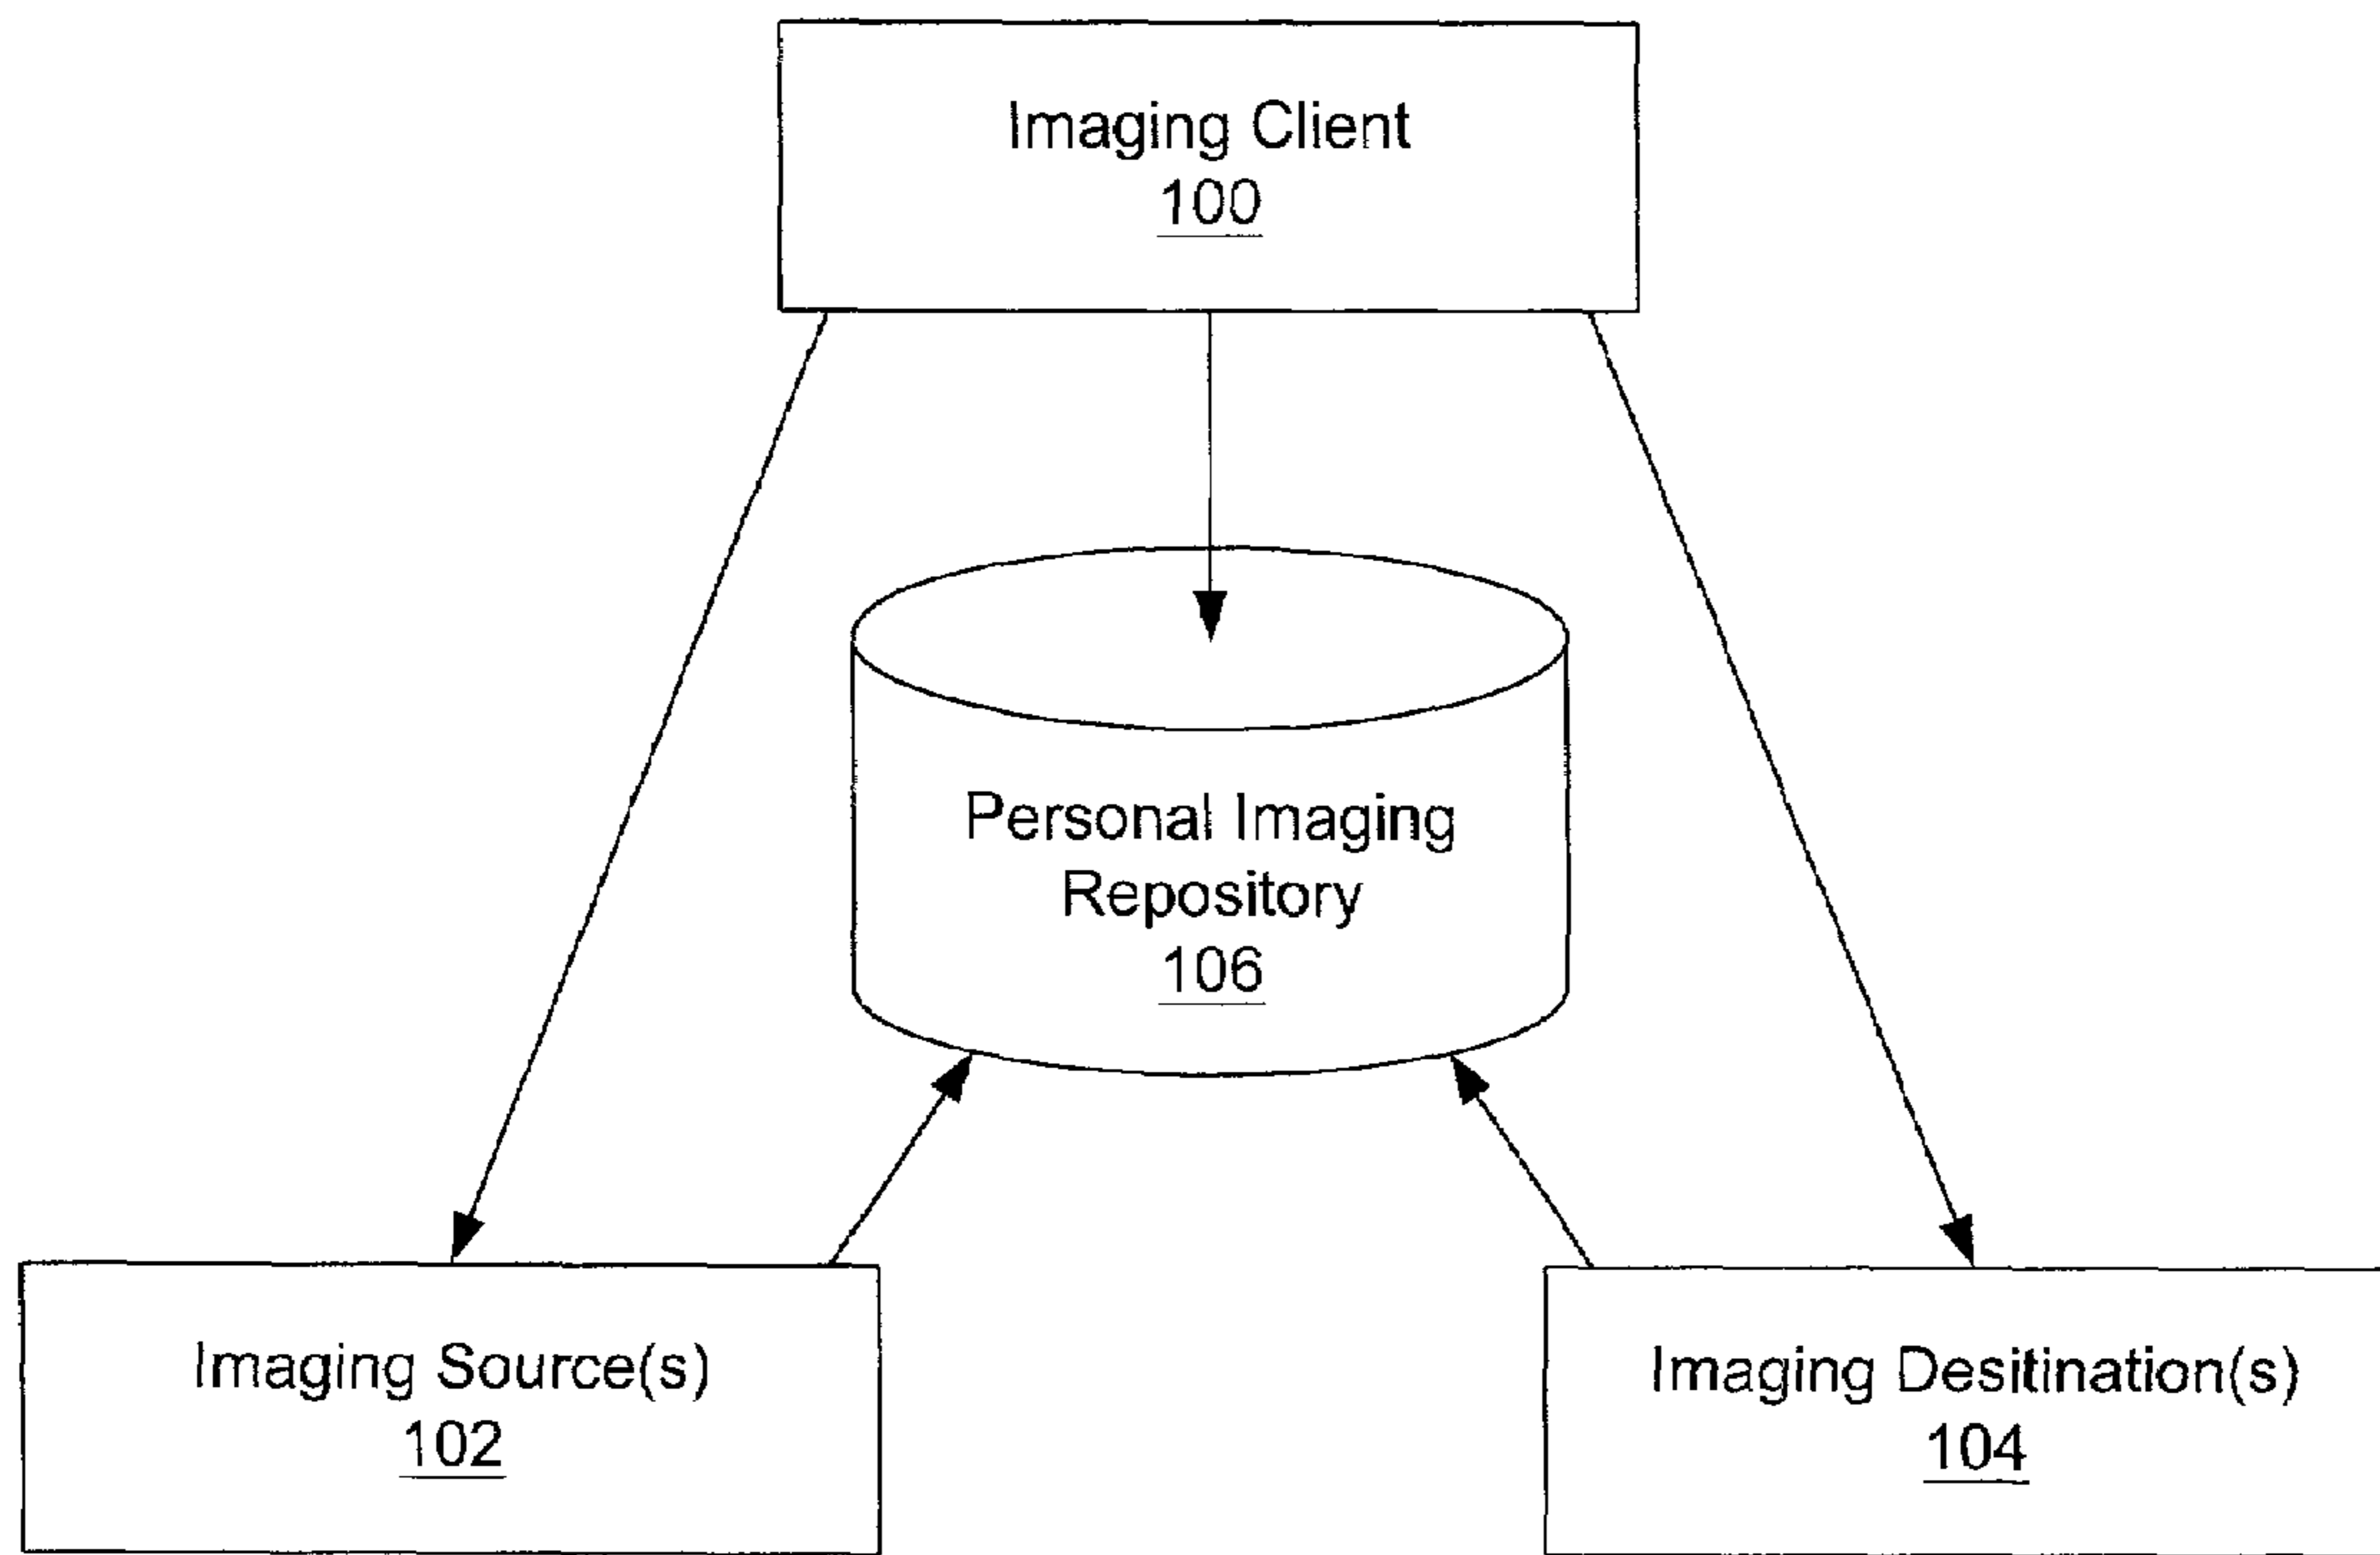 Imaging Client
100
Personal Imaging
Repository
106
Imaging Source(s)
102
Imaging Desitination(s)
104